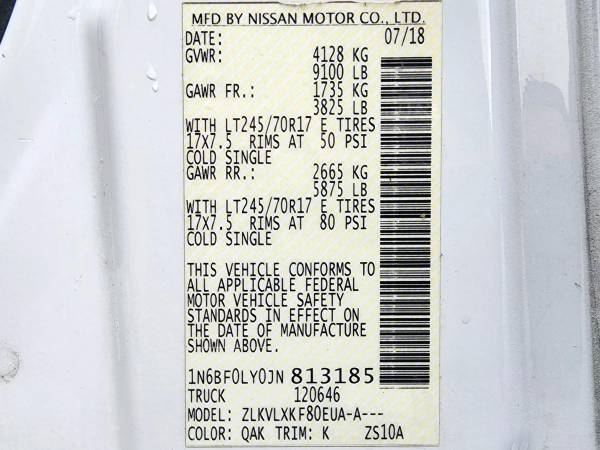 MFD BY NISSAN MOTOR CO., LTD.
DATE: 07/18
GVWR: 4128 KG
9100 LB
GAWR FR.: 1735 KG
3825 LB
WITH LT245/70R17 E TIRES
17X7.5 RIMS AT 50 PSI
COLD SINGLE
GAWR RR.: 2665 KG
5875 LB
WITH LT245/70R17 E TIRES
17X7.5 RIMS AT 80 PSI
COLD SINGLE
THIS VEHICLE CONFORMS TO
ALL APPLICABLE FEDERAL
MOTOR VEHICLE SAFETY
STANDARDS IN EFFECT ON
THE DATE OF MANUFACTURE
SHOWN ABOVE.
1N6BF0LY0JN 813185
TRUCK 120646
MODEL: ZLKVLXKF80EUA-A---
COLOR: QAK TRIM: K ZS10A